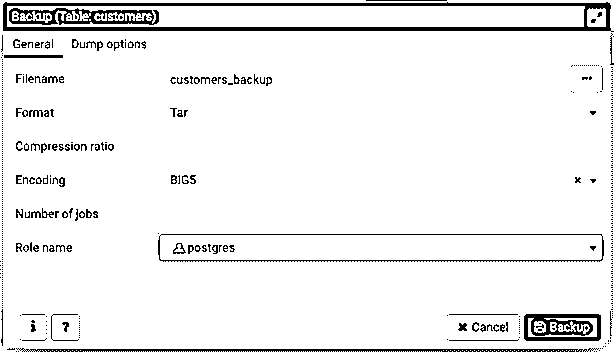 Backup (Table: customers)
General Dump options
Filename customers_backup
Format Tar
Compression ratio
Encoding BIG5
Number of jobs
Role name postgres
i ? Cancel Backup